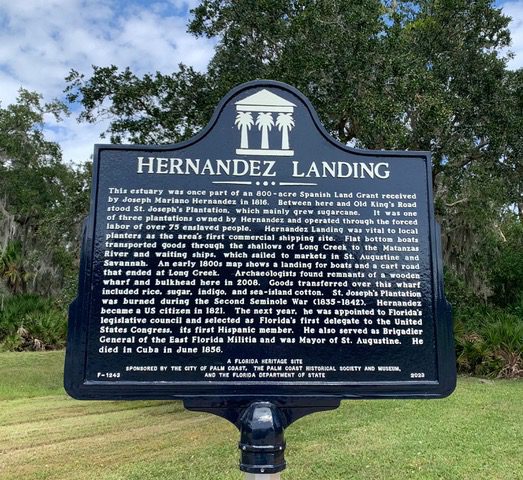 HERNANDEZ LANDING
This estuary was once part of an 800-acre Spanish Land Grant received
by Joseph Mariano Hernandez in 1816. Between here and Old King's Road
stood St. Joseph's Plantation, which mainly grew sugarcane. It was one
of three plantations owned by Hernandez and operated through the forced
labor of over 75 enslaved people. Hernandez Landing was vital to local
planters as the area's first commercial shipping site. Flat bottom boats
transported goods through the shallows of Long Creek to the Matanzas
River and waiting ships, which sailed to markets in St. Augustine and
Savannah. An early 1800s map shows a landing for boats and a cart road
that ended at Long Creek. Archaeologists found remnants of a wooden
wharf and bulkhead here in 2008. Goods transferred over this wharf
included rice, sugar, indigo, and sea-island cotton. St. Joseph's Plantation
was burned during the Second Seminole War (1835-1842). Hernandez
became a US citizen in 1821. The next year, he was appointed to Florida's
legislative council and selected as Florida's first delegate to the United
States Congress, its first Hispanic member. He also served as Brigadier
General of the East Florida Militia and was Mayor of St. Augustine. He
died in Cuba in June 1856.
A FLORIDA HERITAGE SITE
SPONSORED BY THE CITY OF PALM COAST, THE PALM COAST HISTORICAL SOCIETY AND MUSEUM,
F-1243 AND THE FLORIDA DEPARTMENT OF STATE 2023